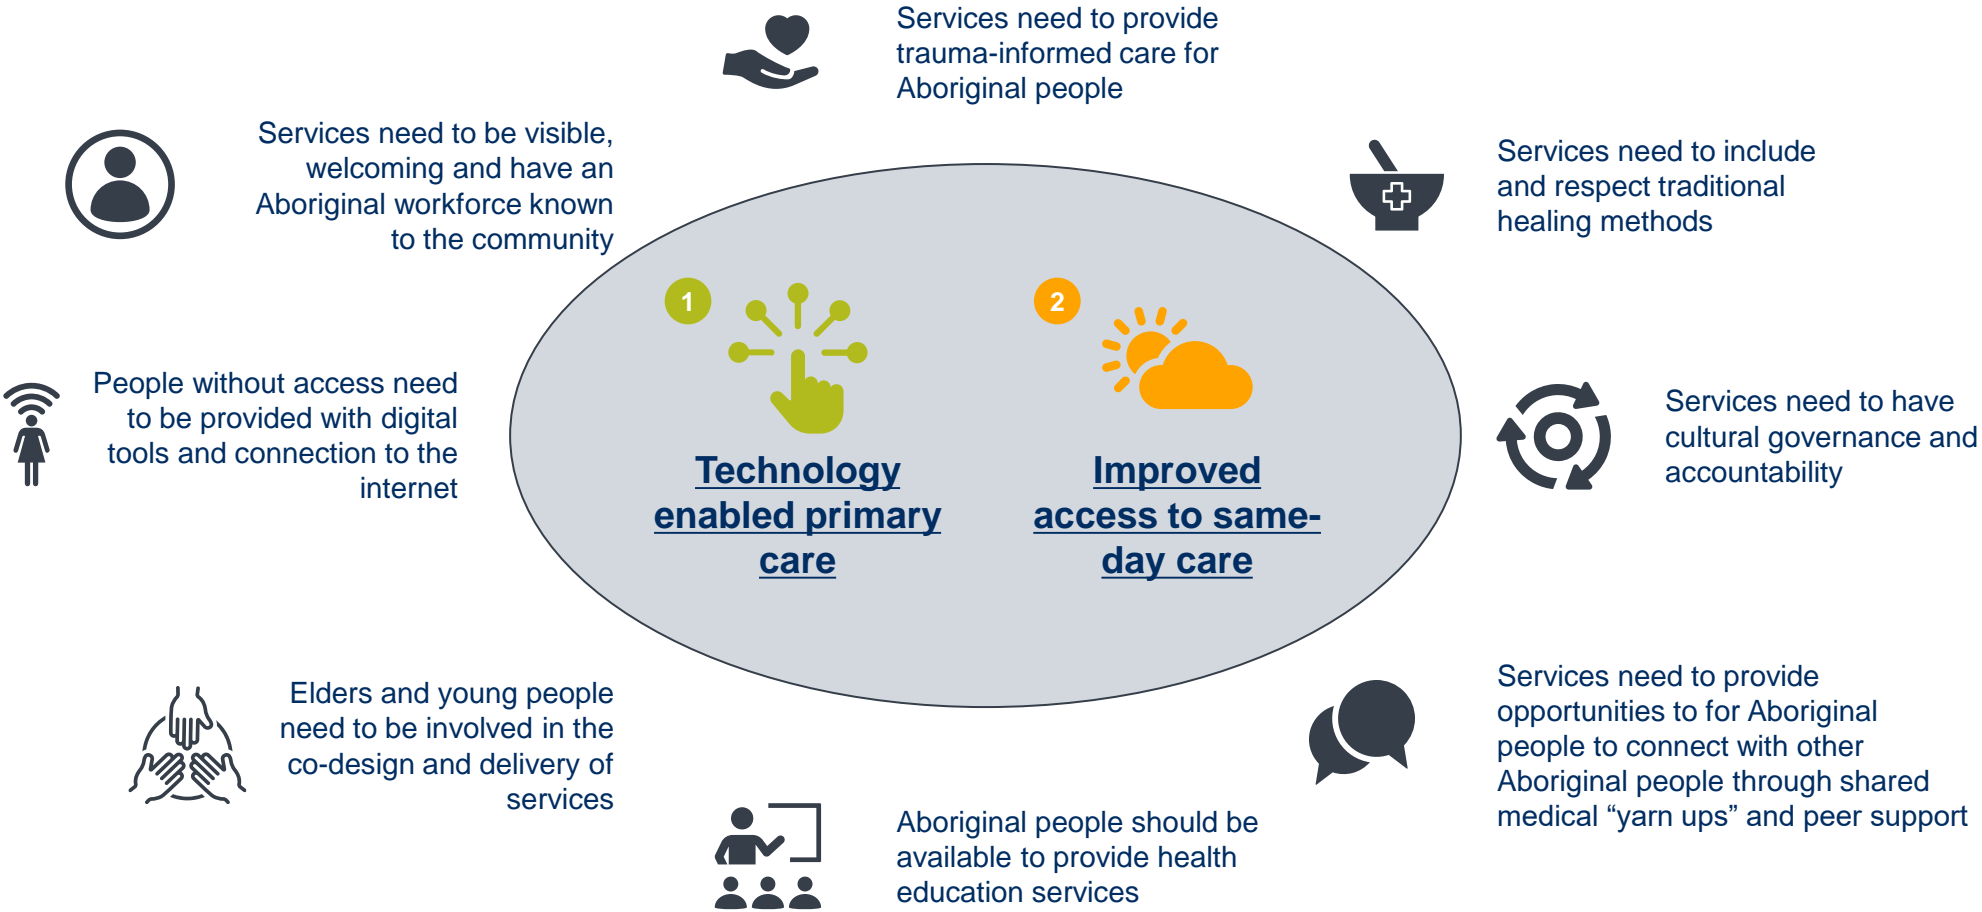 Services need to provide
trauma-informed care for
Aboriginal people
Services need to be visible,
welcoming and have an
Aboriginal workforce known
to the community
Services need to include
and respect traditional
healing methods
1
2
People without access need
to be provided with digital
tools and connection to the
internet
Technology
enabled primary
care
Improved
access to same-
day care
Services need to have
cultural governance and
accountability
Elders and young people
need to be involved in the
co-design and delivery of
services
Services need to provide
opportunities to for Aboriginal
people to connect with other
Aboriginal people through shared
medical “yarn ups” and peer support
Aboriginal people should be
available to provide health
education services